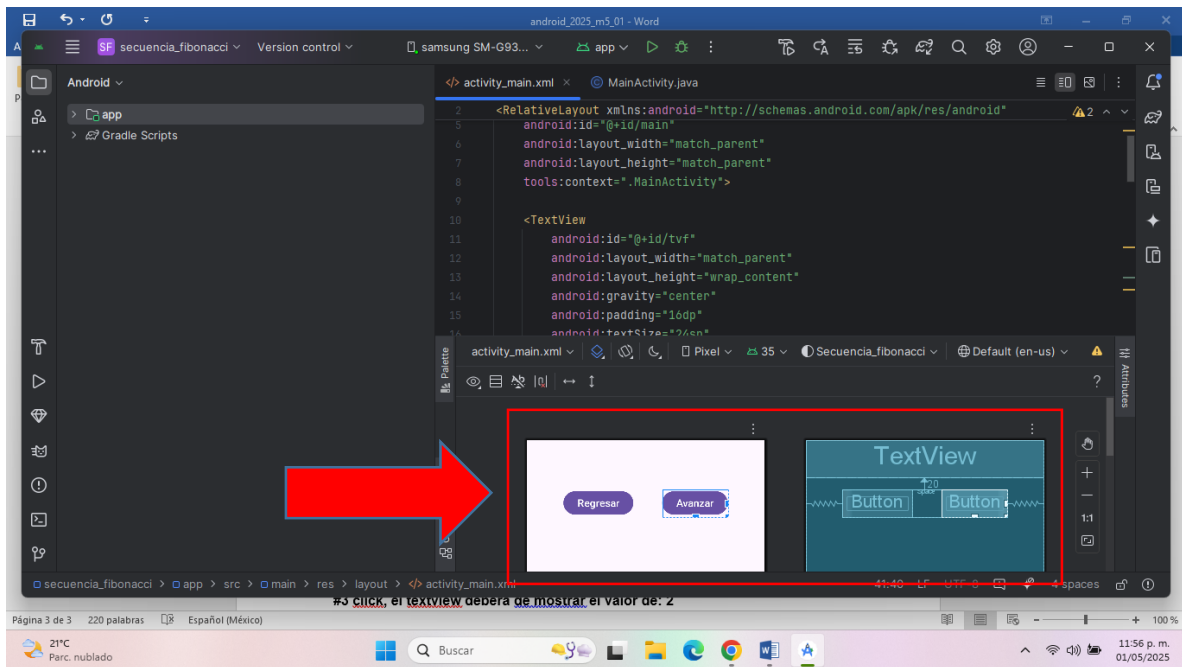 android_2025_m5_01 - Word
SF secuencia_fibonacci Version control samsung SM-G93... app
Android
activity_main.xml MainActivity.java
app
Gradle Scripts
2 <RelativeLayout xmlns:android="http://schemas.android.com/apk/res/android" 2
5 android:id="@+id/main"
6 android:layout_width="match_parent"
7 android:layout_height="match_parent"
8 tools:context=".MainActivity">
9
10 <TextView
11 android:id="@+id/tvf"
12 android:layout_width="match_parent"
13 android:layout_height="wrap_content"
14 android:gravity="center"
15 android:padding="16dp"
16 android:textSize="24sp"
Palette
activity_main.xml Pixel 35 Secuencia_fibonacci Default (en-us)
Attributes
?
TextView
20
Regresar Avanzar
Button Button
1:1
secuencia_fibonacci > app > src > main > res > layout > activity_main.xml
41:40 LF UTF-8 4 spaces
#3 click, el textview deberá de mostrar el valor de: 2
Página 3 de 3 220 palabras Español (México) 100 %
21°C
Parc. nublado
Buscar
11:56 p. m.
01/05/2025